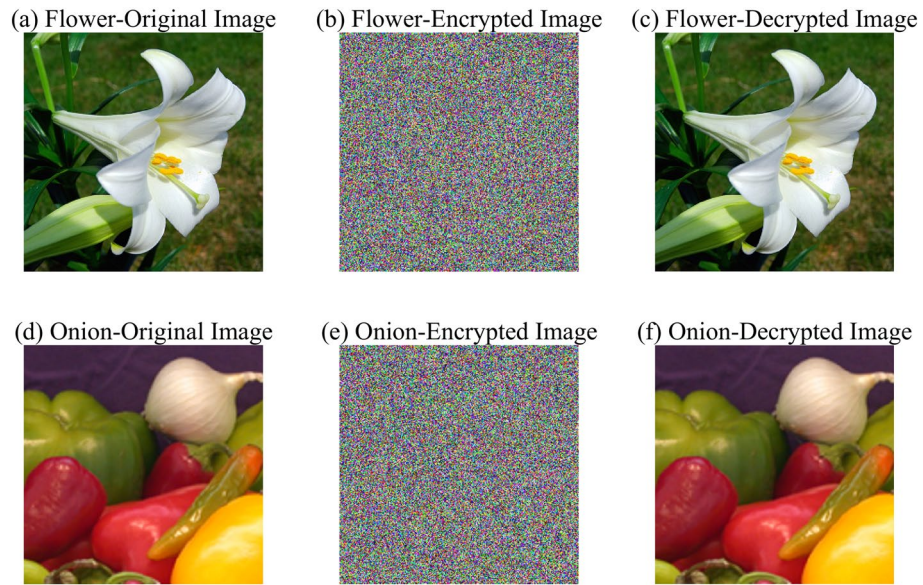 (a) Flower-Original Image
(b) Flower-Encrypted Image
(c) Flower-Decrypted Image
(d) Onion-Original Image
(e) Onion-Encrypted Image
(f) Onion-Decrypted Image